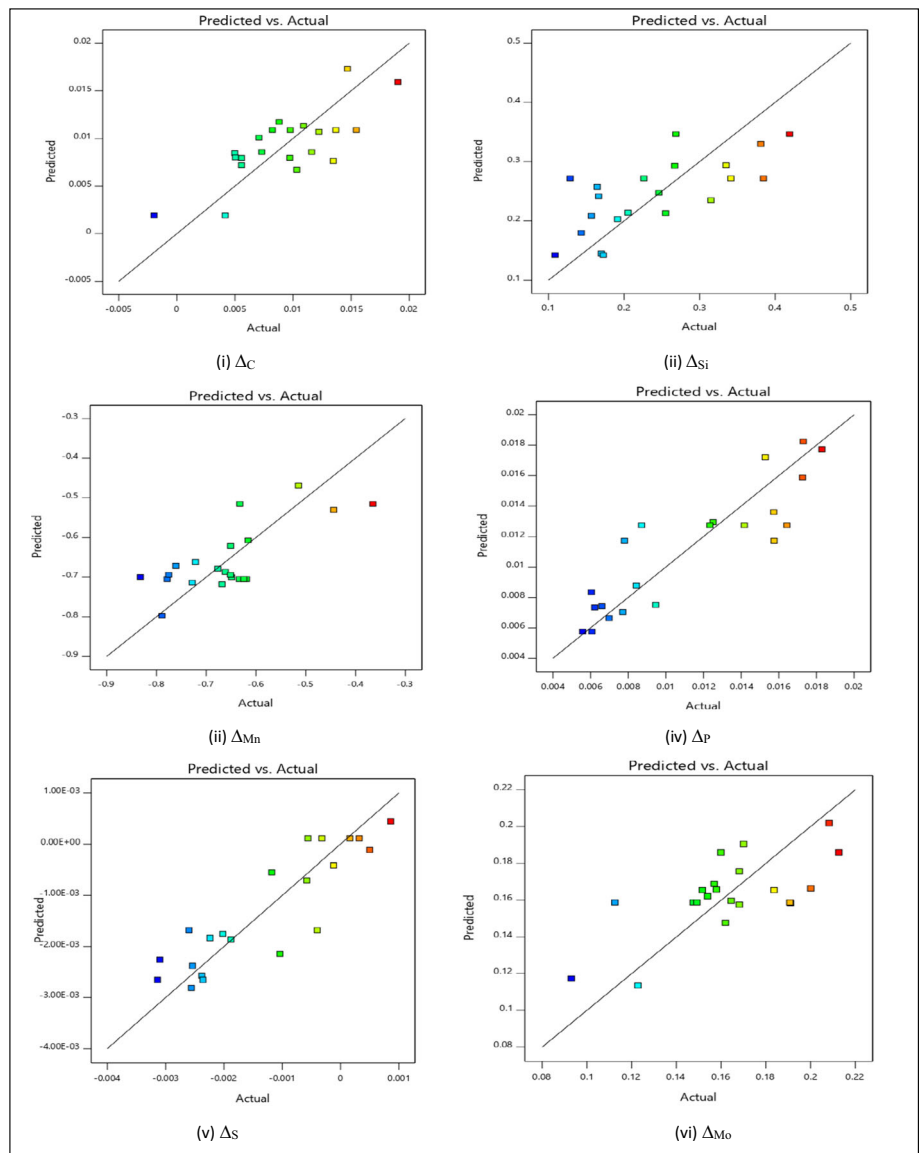 Predicted vs. Actual
0.02
0.015
0.01
0.005
0
-0.005
Predicted
-0.005 0 0.005 0.01 0.015 0.02
Actual
(i) ΔC
Predicted vs. Actual
0.5
0.4
0.3
0.2
0.1
Predicted
0.1 0.2 0.3 0.4 0.5
Actual
(ii) ΔSi
Predicted vs. Actual
-0.3
-0.4
-0.5
-0.6
-0.7
-0.8
-0.9
Predicted
-0.9 -0.8 -0.7 -0.6 -0.5 -0.4 -0.3
Actual
(ii) ΔMn
Predicted vs. Actual
0.02
0.018
0.016
0.014
0.012
0.01
0.008
0.006
0.004
Predicted
0.004 0.006 0.008 0.01 0.012 0.014 0.016 0.018 0.02
Actual
(iv) ΔP
Predicted vs. Actual
1.00E-03
0.00E+00
-1.00E-03
-2.00E-03
-3.00E-03
-4.00E-03
Predicted
-0.004 -0.003 -0.002 -0.001 0 0.001
Actual
(v) ΔS
Predicted vs. Actual
0.22
0.2
0.18
0.16
0.14
0.12
0.1
0.08
Predicted
0.08 0.1 0.12 0.14 0.16 0.18 0.2 0.22
Actual
(vi) ΔMo